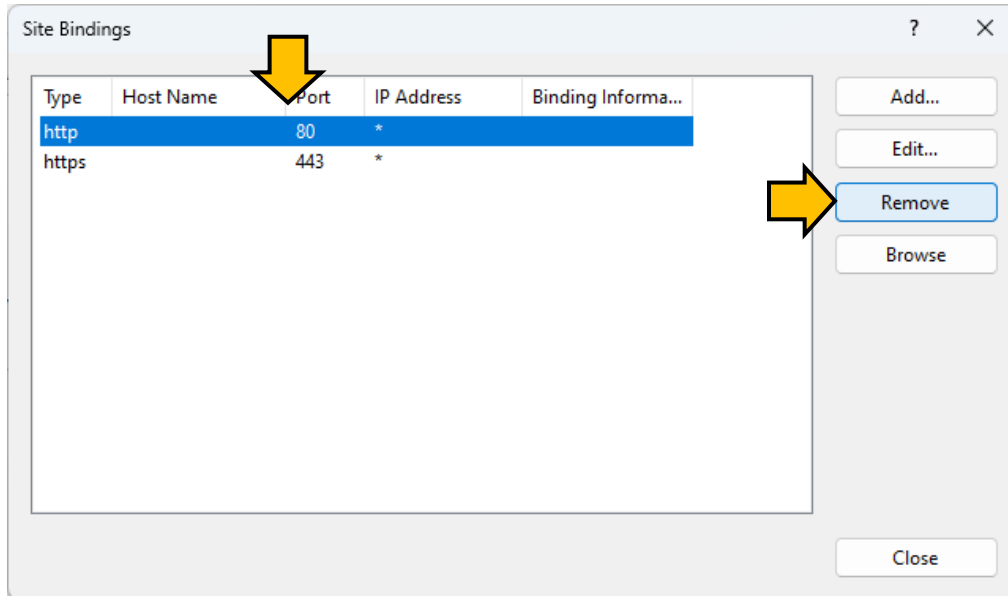 Site Bindings ?
Type Host Name Port IP Address Binding Informa...
http 80 *
https 443 *
Add...
Edit...
Remove
Browse
Close